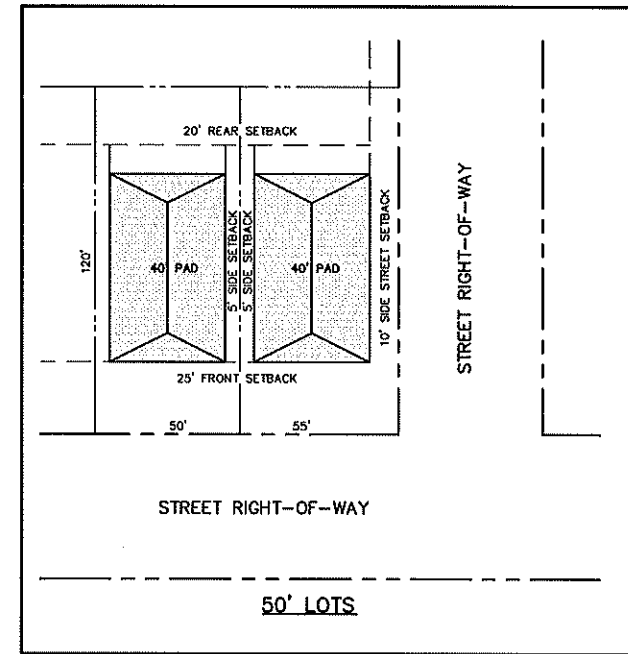 20' REAR SETBACK
120'
40' PAD
5' SIDE SETBACK
5' SIDE SETBACK
40' PAD
10' SIDE STREET SETBACK
STREET RIGHT-OF-WAY
25' FRONT SETBACK
50'
55'
STREET RIGHT-OF-WAY
50' LOTS